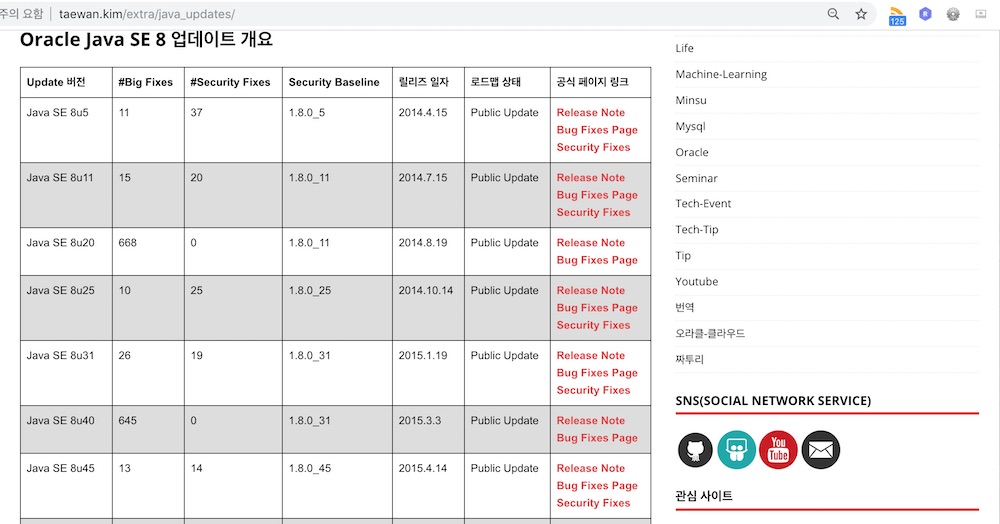 주의 요함 | taewan.kim/extra/java_updates/
125
R
Oracle Java SE 8 업데이트 개요
Update 버전 #Big Fixes #Security Fixes Security Baseline 릴리즈 일자 로드맵 상태 공식 페이지 링크
Java SE 8u5 11 37 1.8.0_5 2014.4.15 Public Update Release Note
Bug Fixes Page
Security Fixes
Java SE 8u11 15 20 1.8.0_11 2014.7.15 Public Update Release Note
Bug Fixes Page
Security Fixes
Java SE 8u20 668 0 1.8.0_11 2014.8.19 Public Update Release Note
Bug Fixes Page
Java SE 8u25 10 25 1.8.0_25 2014.10.14 Public Update Release Note
Bug Fixes Page
Security Fixes
Java SE 8u31 26 19 1.8.0_31 2015.1.19 Public Update Release Note
Bug Fixes Page
Security Fixes
Java SE 8u40 645 0 1.8.0_31 2015.3.3 Public Update Release Note
Bug Fixes Page
Java SE 8u45 13 14 1.8.0_45 2015.4.14 Public Update Release Note
Bug Fixes Page
Security Fixes
Life
Machine-Learning
Minsu
Mysql
Oracle
Seminar
Tech-Event
Tech-Tip
Tip
Youtube
번역
오라클-클라우드
짜투리
SNS(SOCIAL NETWORK SERVICE)
You
Tube
관심 사이트